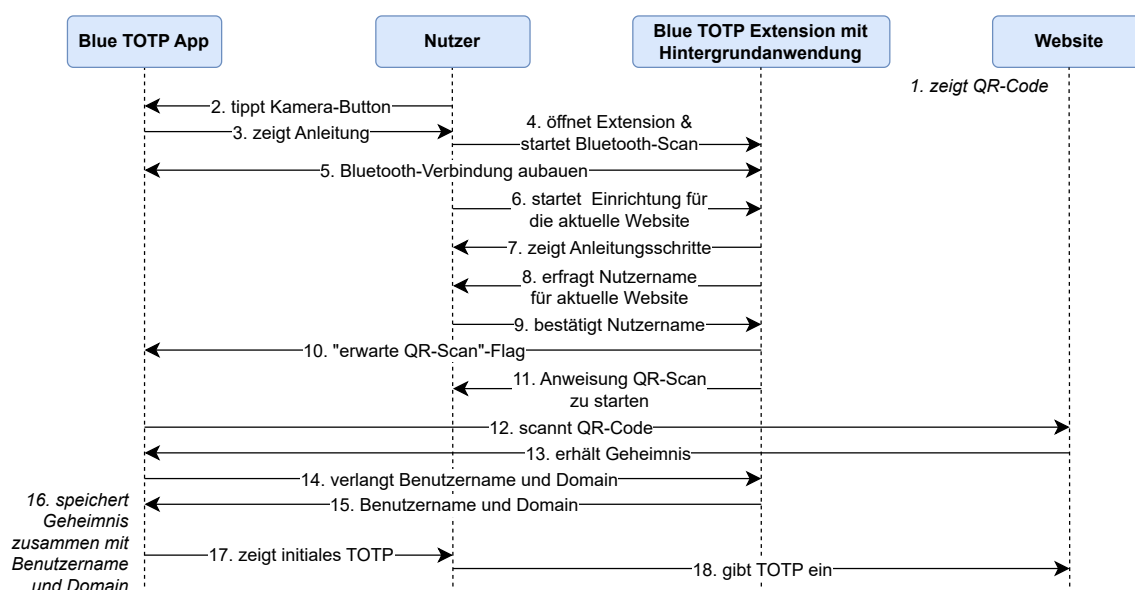 Blue TOTP App
Nutzer
Blue TOTP Extension mit
Hintergrundanwendung
Website
1. zeigt QR-Code
2. tippt Kamera-Button
3. zeigt Anleitung
4. öffnet Extension &
startet Bluetooth-Scan
5. Bluetooth-Verbindung aubauen
6. startet  Einrichtung für
die aktuelle Website
7. zeigt Anleitungsschritte
8. erfragt Nutzername
für aktuelle Website
9. bestätigt Nutzername
10. "erwarte QR-Scan"-Flag
11. Anweisung QR-Scan
zu starten
12. scannt QR-Code
13. erhält Geheimnis
14. verlangt Benutzername und Domain
15. Benutzername und Domain
16. speichert
Geheimnis
zusammen mit
Benutzername
und Domain
17. zeigt initiales TOTP
18. gibt TOTP ein